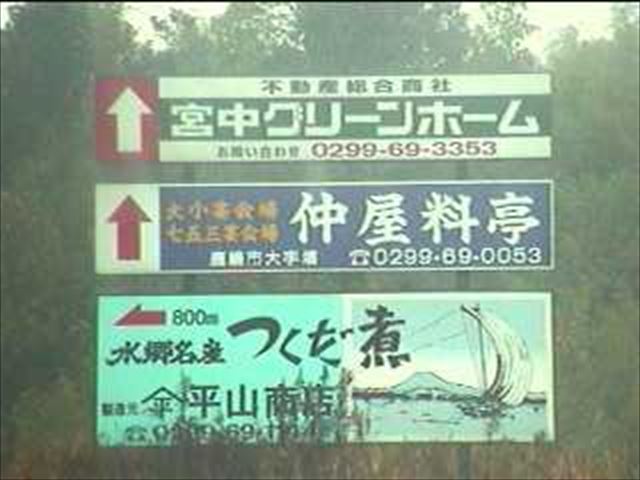 不動産総合商社
宮中グリーンホーム
お問い合わせ 0299-69-3353
大小宴会場
七五三宴会場
仲屋料亭
鹿嶋市大字溝 ☎0299-69-0053
800m
水郷名産
つくだ煮
製造元 平山商店